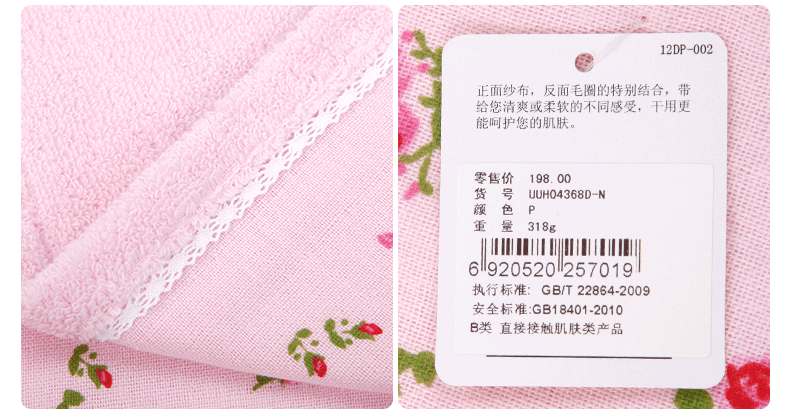 12DP-002
正面纱布，反面毛圈的特别结合，带
给您清爽或柔软的不同感受，干用更
能呵护您的肌肤。
零售价 198.00
货 号 UUH04368D-N
颜 色 P
重 量 318g
6 920520 257019
执行标准: GB/T 22864-2009
安全标准:GB18401-2010
B类 直接接触肌肤类产品